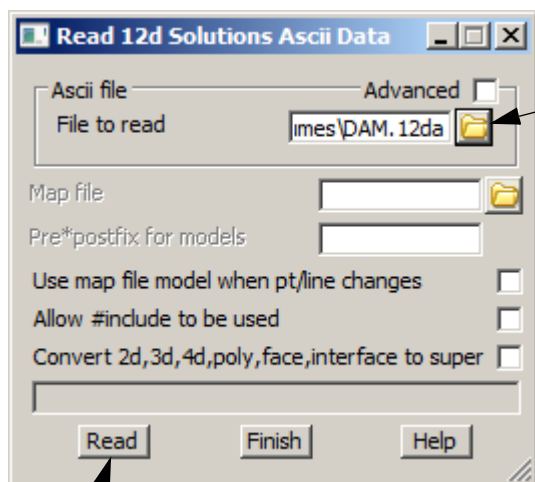 Read 12d Solutions Ascii Data
Ascii file Advanced
File to read mes\DAM.12da
Map file
Pre*postfix for models
Use map file model when pt/line changes
Allow #include to be used
Convert 2d,3d,4d,poly,face,interface to super
Read Finish Help